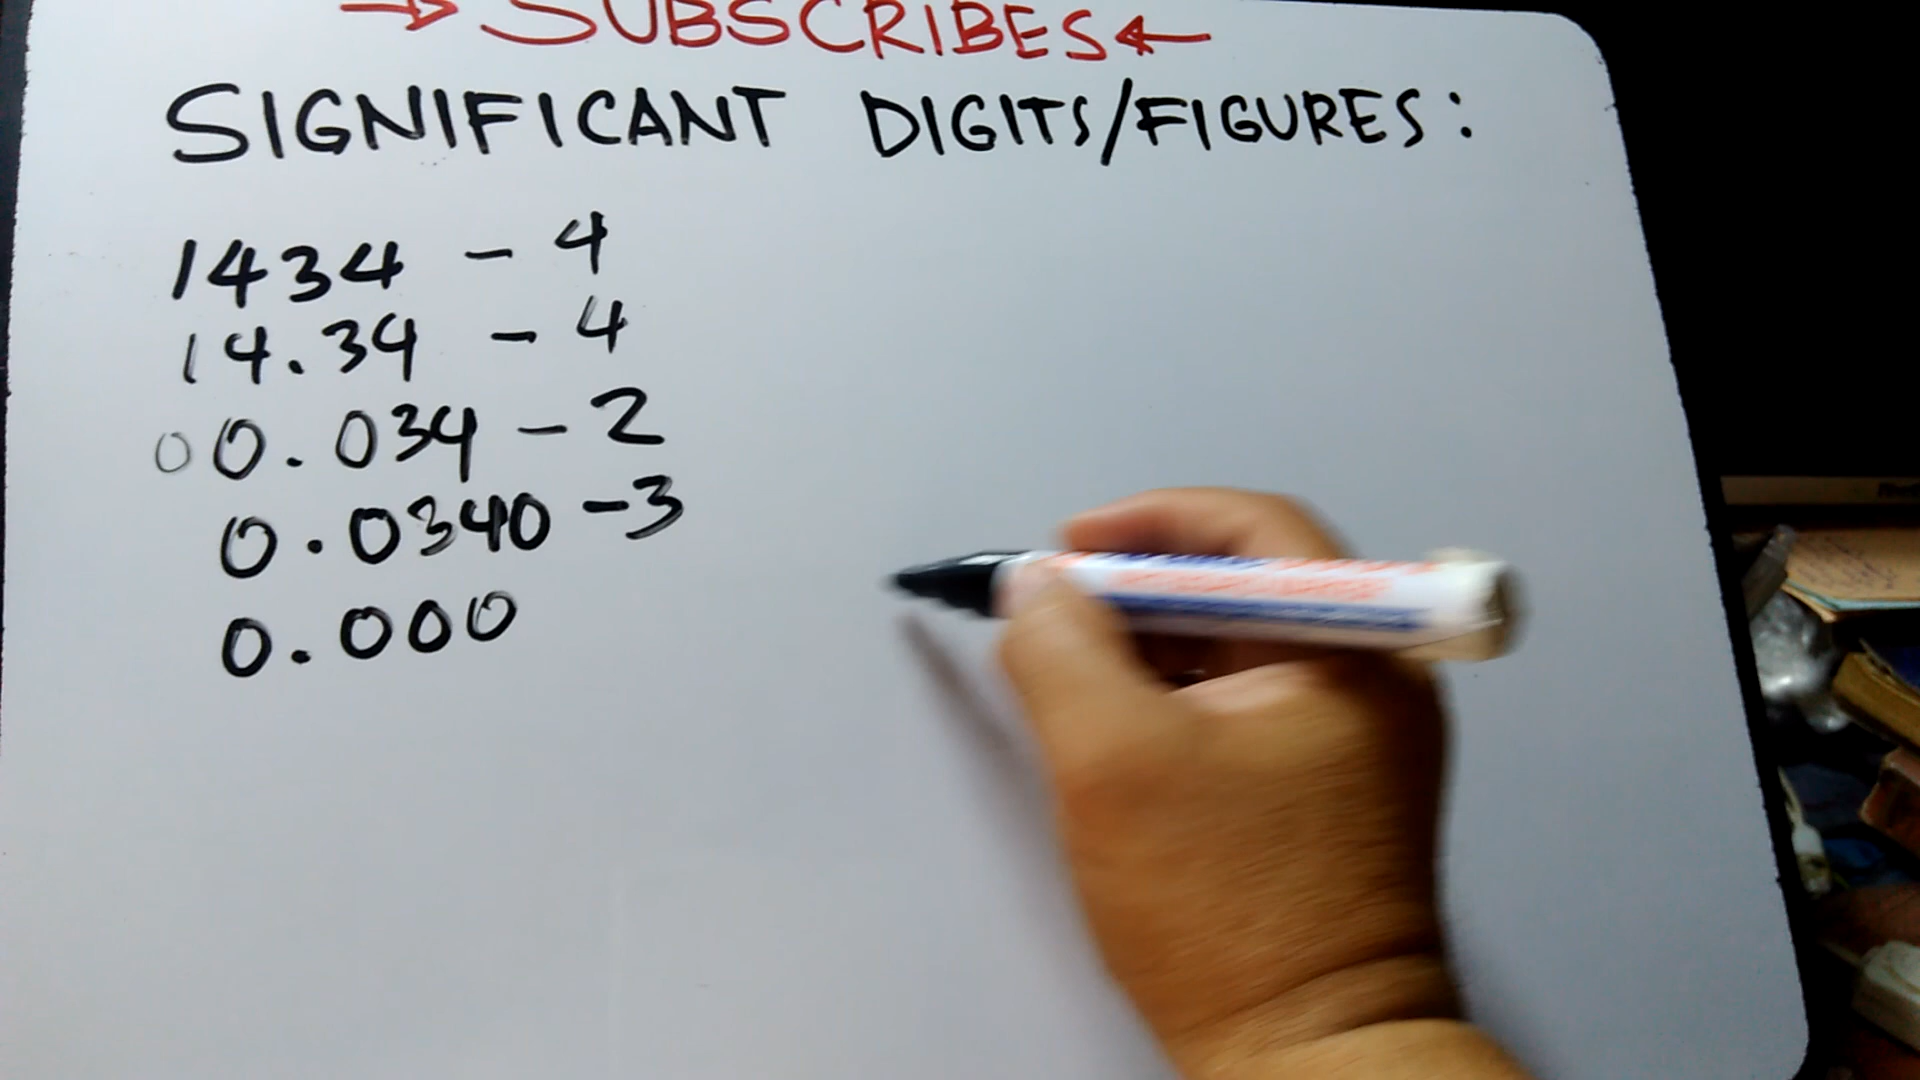 → SUBSCRIBES ←
SIGNIFICANT DIGITS/FIGURES:
1434 - 4
14.34 - 4
00.034 - 2
0.0340 - 3
0.000